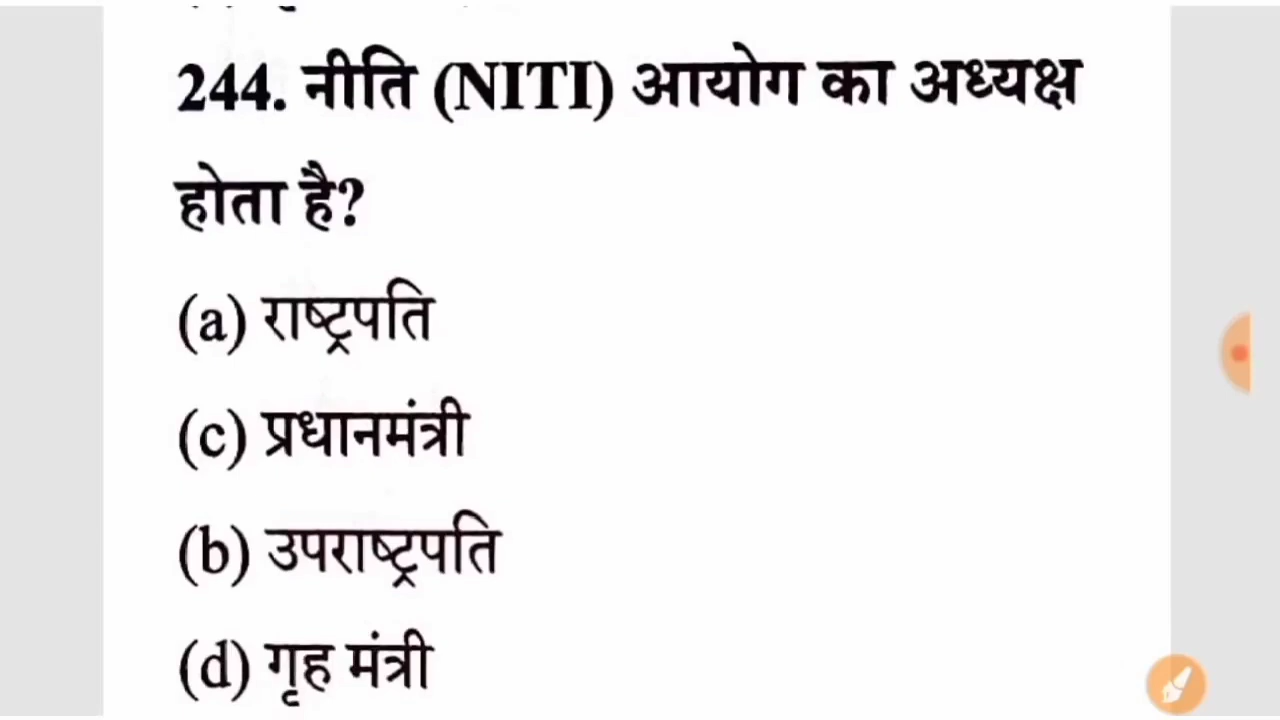 244. नीति (NITI) आयोग का अध्यक्ष
होता है?
(a) राष्ट्रपति
(c) प्रधानमंत्री
(b) उपराष्ट्रपति
(d) गृह मंत्री